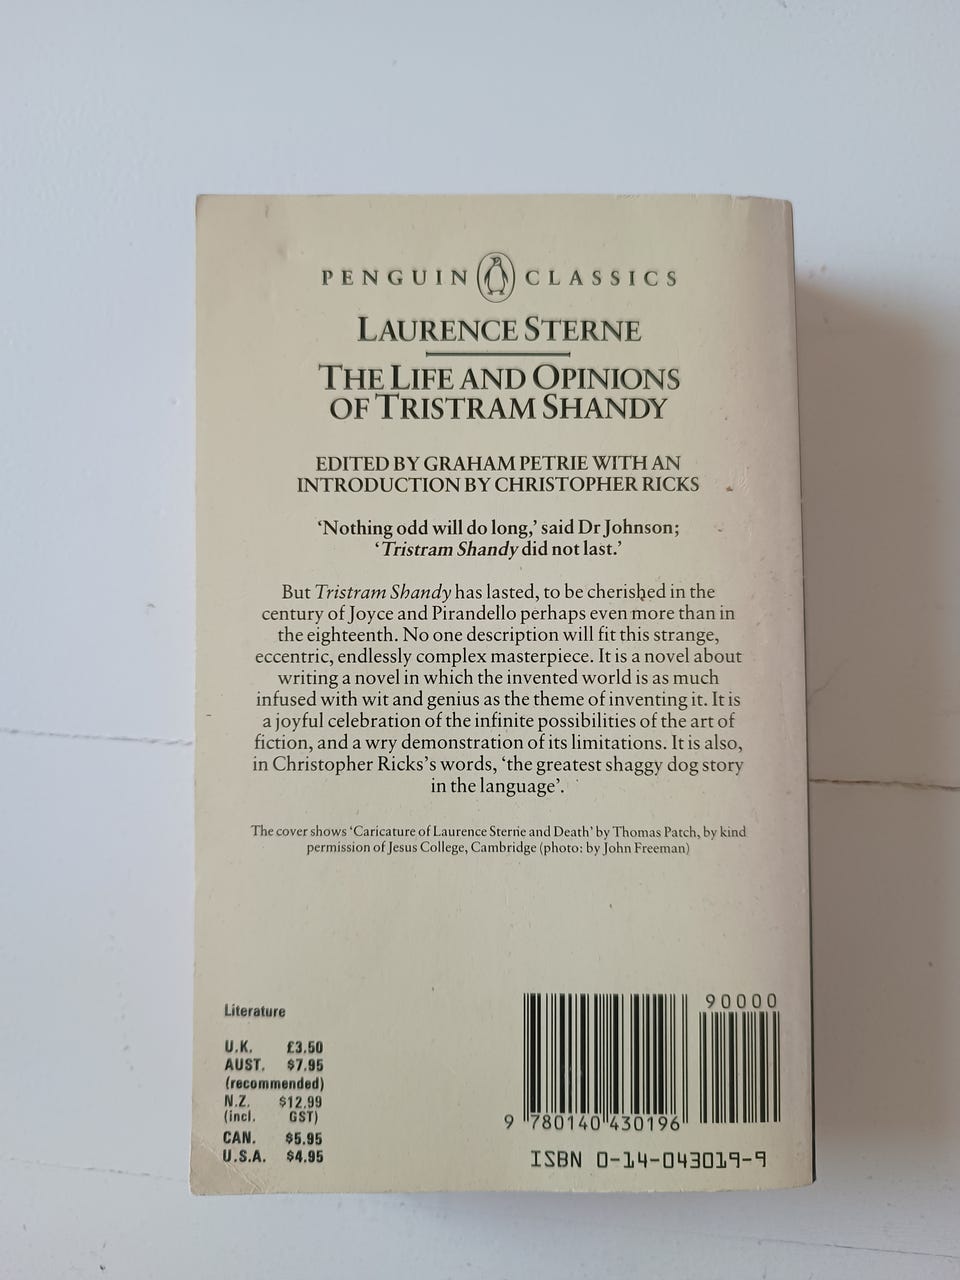 PENGUIN CLASSICS
LAURENCE STERNE
THE LIFE AND OPINIONS
OF TRISTRAM SHANDY
EDITED BY GRAHAM PETRIE WITH AN
INTRODUCTION BY CHRISTOPHER RICKS
‘Nothing odd will do long,’ said Dr Johnson;
‘Tristram Shandy did not last.’
But Tristram Shandy has lasted, to be cherished in the
century of Joyce and Pirandello perhaps even more than in
the eighteenth. No one description will fit this strange,
eccentric, endlessly complex masterpiece. It is a novel about
writing a novel in which the invented world is as much
infused with wit and genius as the theme of inventing it. It is
a joyful celebration of the infinite possibilities of the art of
fiction, and a wry demonstration of its limitations. It is also,
in Christopher Ricks's words, ‘the greatest shaggy dog story
in the language’.
The cover shows ‘Caricature of Laurence Sterne and Death’ by Thomas Patch, by kind
permission of Jesus College, Cambridge (photo: by John Freeman)
Literature
U.K. £3.50
AUST. $7.95
(recommended)
N.Z. $12.99
(incl. GST)
CAN. $5.95
U.S.A. $4.95
90000
9 780140 430196
ISBN 0-14-043019-9